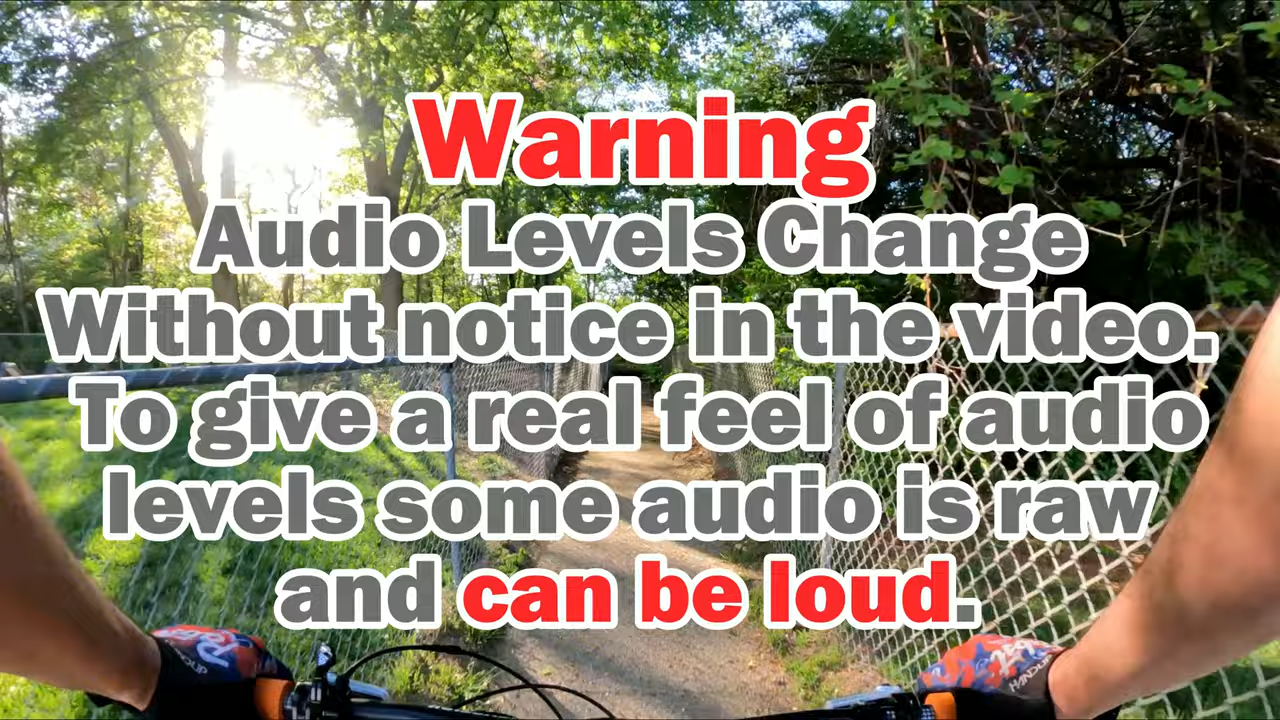 Warning
Audio Levels Change
Without notice in the video.
To give a real feel of audio
levels some audio is raw
and can be loud.